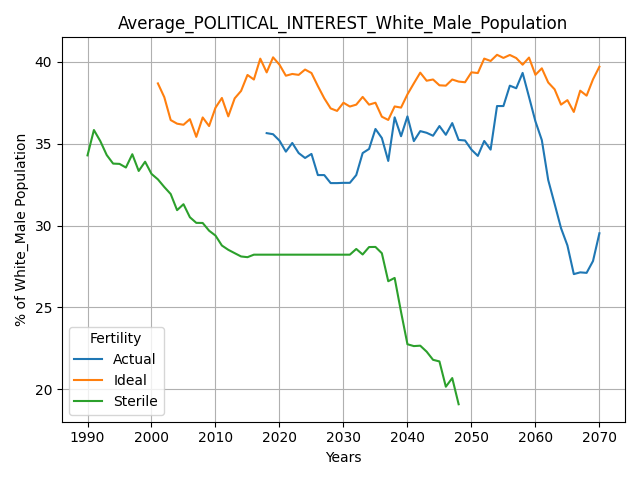 Average_POLITICAL_INTEREST_White_Male_Population
% of White_Male Population
40
35
30
25
20
Fertility
Actual
Ideal
Sterile
1990 2000 2010 2020 2030 2040 2050 2060 2070
Years